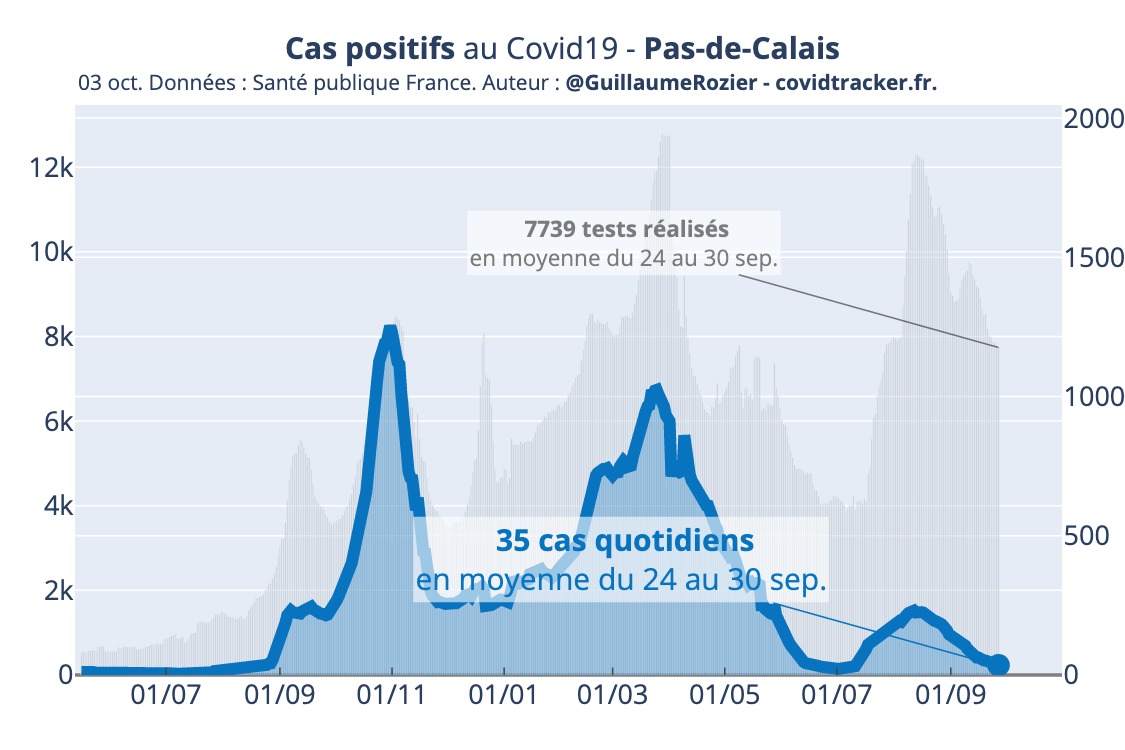 Cas positifs au Covid19 - Pas-de-Calais
03 oct. Données : Santé publique France. Auteur : @GuillaumeRozier - covidtracker.fr.
2000
12k
7739 tests réalisés
en moyenne du 24 au 30 sep.
10k
1500
8k
1000
6k
4k
500
35 cas quotidiens
en moyenne du 24 au 30 sep.
2k
0
0
01/07 01/09 01/11 01/01 01/03 01/05 01/07 01/09